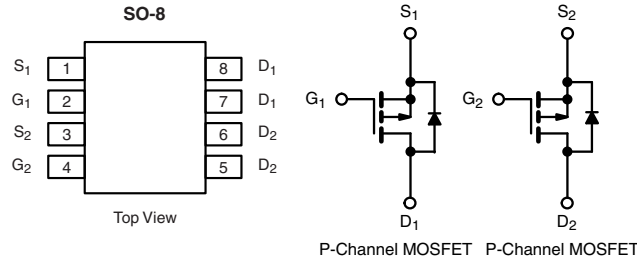 SO-8
S1 1 8 D1
G1 2 7 D1
S2 3 6 D2
G2 4 5 D2
Top View
S1
G1
D1
P-Channel MOSFET
S2
G2
D2
P-Channel MOSFET